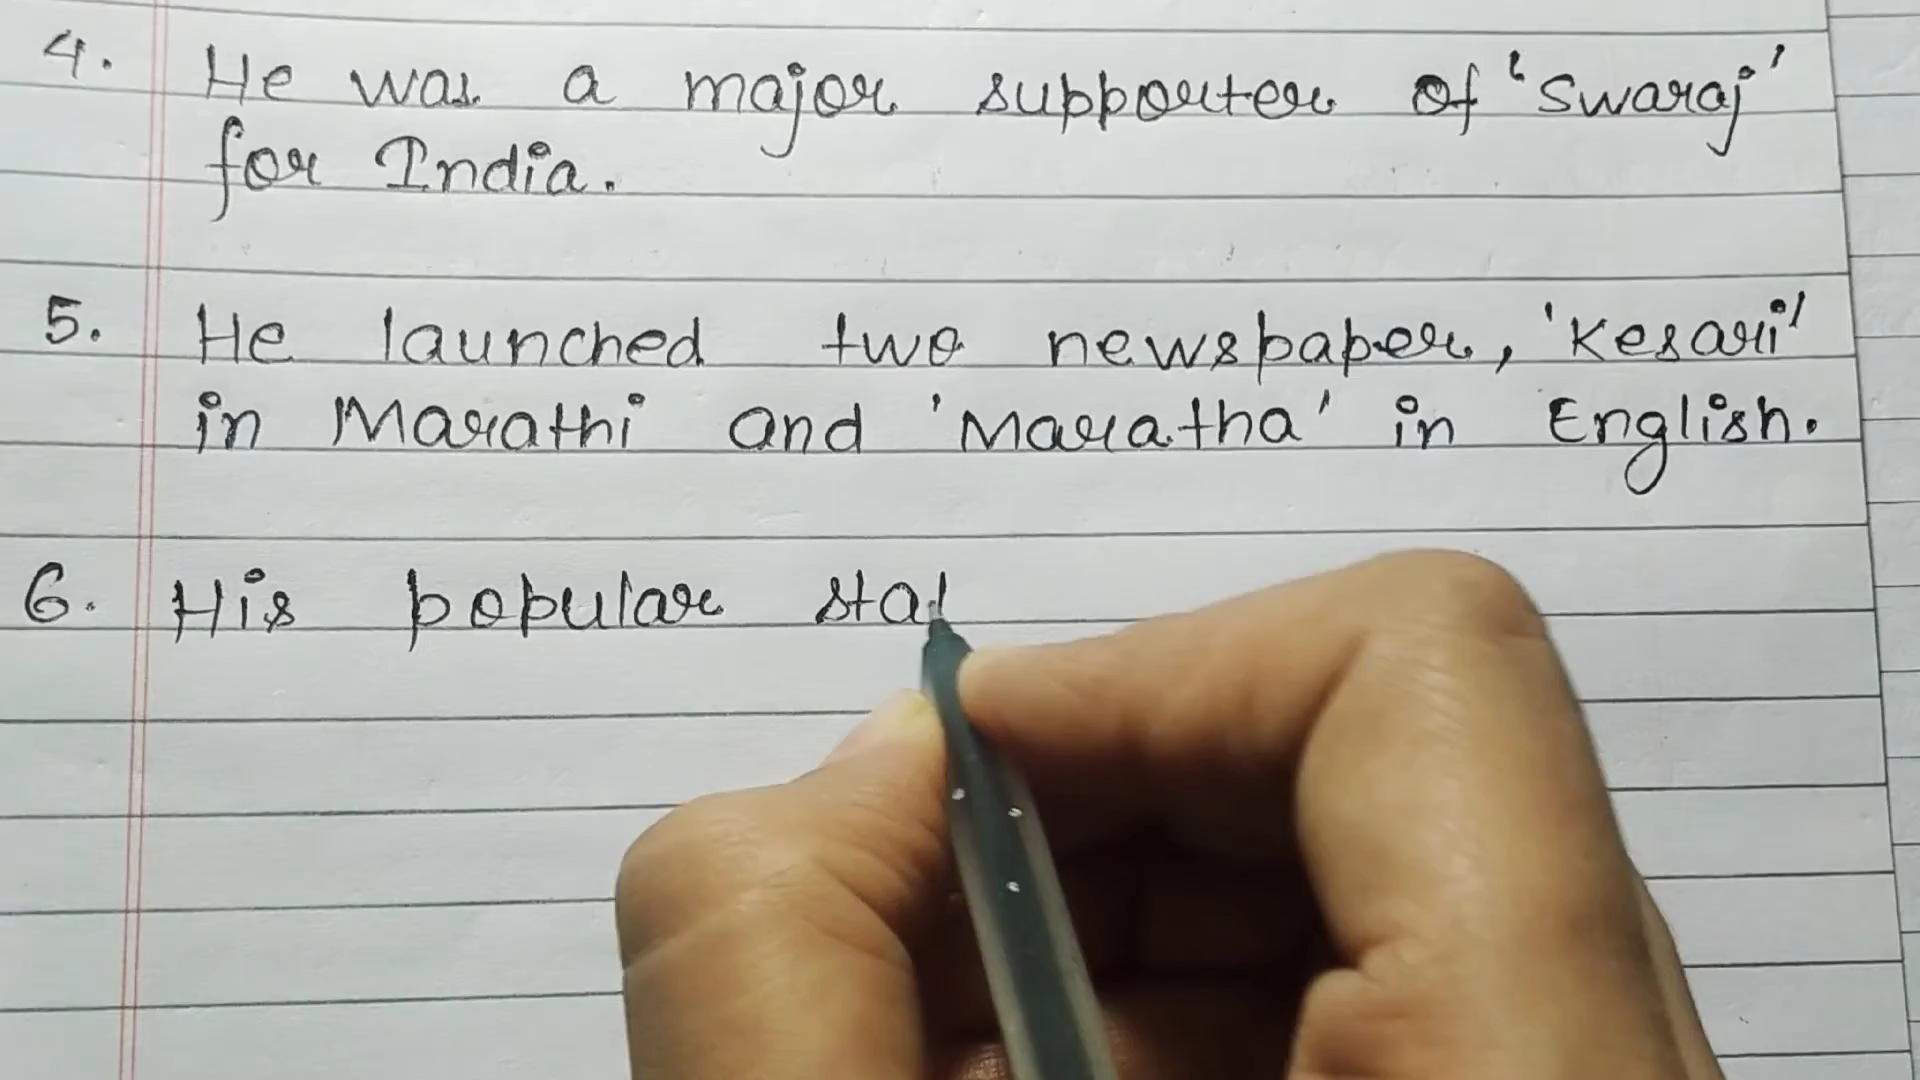 4. He was a major supporter of 'Swaraj'
for India.
5. He launched two newspaper, 'Kesari'
in Marathi and 'Maratha' in English.
6. His popular stat